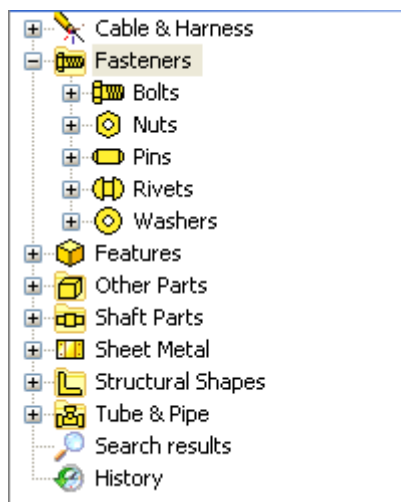 Cable & Harness
Fasteners
Bolts
Nuts
Pins
Rivets
Washers
Features
Other Parts
Shaft Parts
Sheet Metal
Structural Shapes
Tube & Pipe
Search results
History